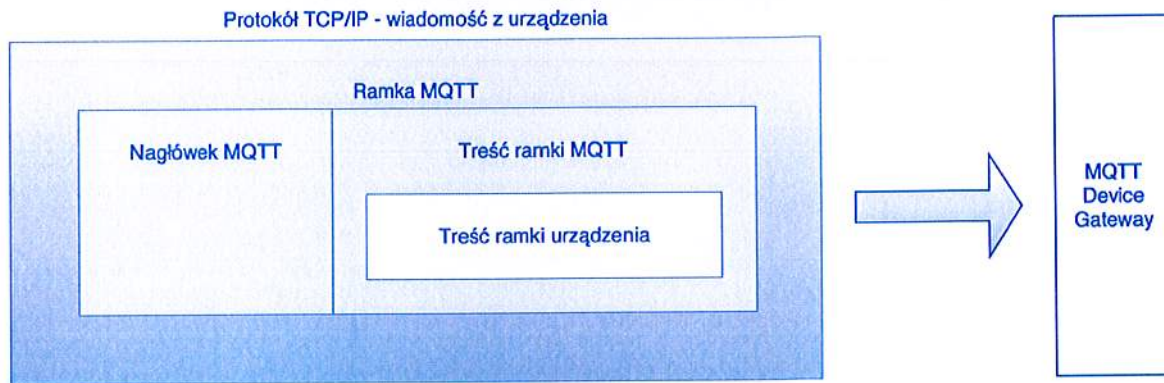 Protokół TCP/IP - wiadomość z urządzenia
Ramka MQTT
Nagłówek MQTT
Treść ramki MQTT
Treść ramki urządzenia
MQTT
Device
Gateway